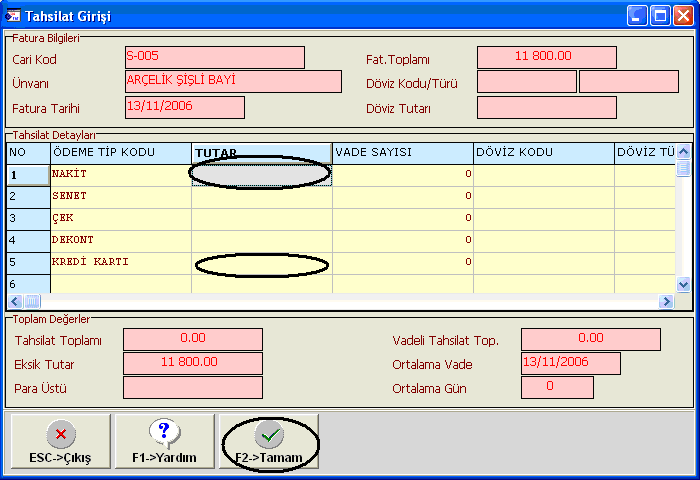 Tahsilat Girişi
Fatura Bilgileri
Cari Kod S-005 Fat.Toplamı 11 800.00
Ünvanı ARÇELİK ŞİŞLİ BAYİ Döviz Kodu/Türü
Fatura Tarihi 13/11/2006 Döviz Tutarı
Tahsilat Detayları
NO ÖDEME TİP KODU TUTAR VADE SAYISI DÖVİZ KODU DÖVİZ TÜ
1 NAKİT 0
2 SENET 0
3 ÇEK 0
4 DEKONT 0
5 KREDİ KARTI 0
6
Toplam Değerler
Tahsilat Toplamı 0.00 Vadeli Tahsilat Top. 0.00
Eksik Tutar 11 800.00 Ortalama Vade 13/11/2006
Para Üstü Ortalama Gün 0
ESC->Çıkış F1->Yardım F2->Tamam